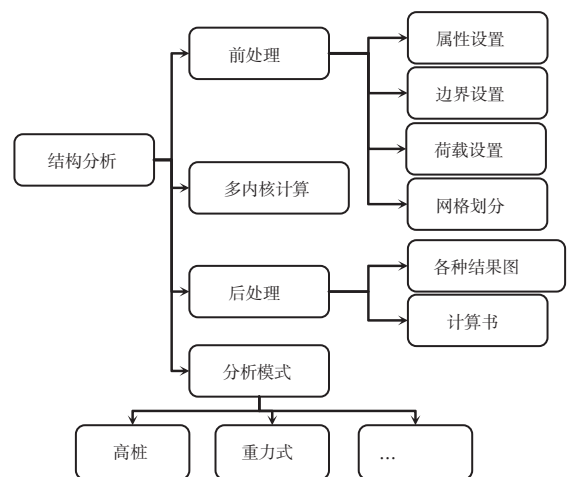 属性设置
前处理
边界设置
结构分析
荷载设置
多内核计算
网格划分
各种结果图
后处理
计算书
分析模式
高桩
重力式
…